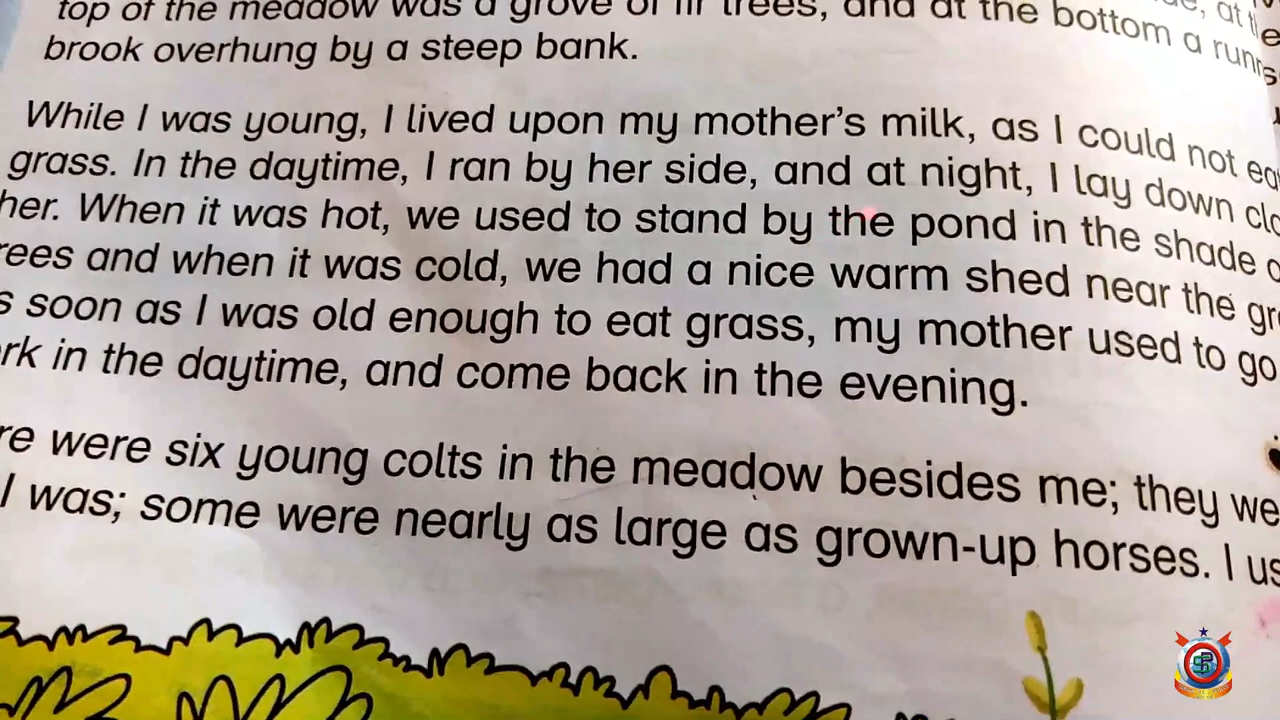 top of the meadow was a grove of fir trees, and at the bottom a runn
brook overhung by a steep bank.
While I was young, I lived upon my mother's milk, as I could not ea
grass. In the daytime, I ran by her side, and at night, I lay down clo
her. When it was hot, we used to stand by the pond in the shade o
rees and when it was cold, we had a nice warm shed near the gr
s soon as I was old enough to eat grass, my mother used to go
rk in the daytime, and come back in the evening.
re were six young colts in the meadow besides me; they we
I was; some were nearly as large as grown-up horses. I us